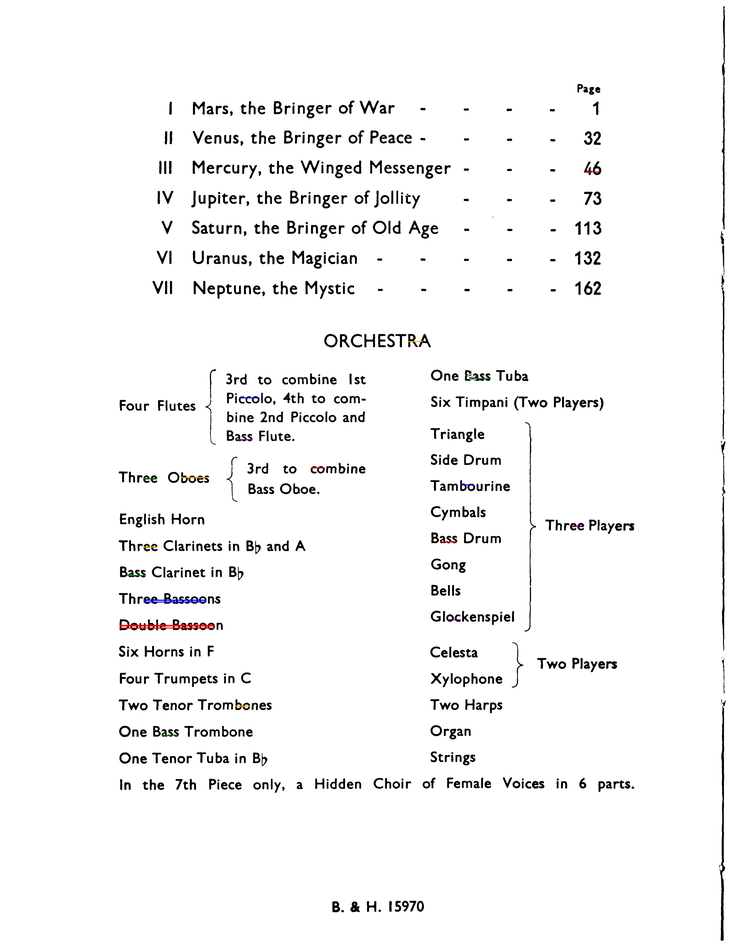 Page
I Mars, the Bringer of War - - - - 1
II Venus, the Bringer of Peace - - - - 32
III Mercury, the Winged Messenger - - - 46
IV Jupiter, the Bringer of Jollity - - - 73
V Saturn, the Bringer of Old Age - - - 113
VI Uranus, the Magician - - - - - 132
VII Neptune, the Mystic - - - - - 162
ORCHESTRA
Four Flutes { 3rd to combine 1st
Piccolo, 4th to com-
bine 2nd Piccolo and
Bass Flute.
Three Oboes { 3rd to combine
Bass Oboe.
English Horn
Three Clarinets in B♭ and A
Bass Clarinet in B♭
Three Bassoons
Double Bassoon
Six Horns in F
Four Trumpets in C
Two Tenor Trombones
One Bass Trombone
One Tenor Tuba in B♭
One Bass Tuba
Six Timpani (Two Players)
Triangle
Side Drum
Tambourine
Cymbals
Bass Drum
Gong
Bells
Glockenspiel
} Three Players
Celesta
Xylophone
} Two Players
Two Harps
Organ
Strings
In the 7th Piece only, a Hidden Choir of Female Voices in 6 parts.
B. & H. 15970